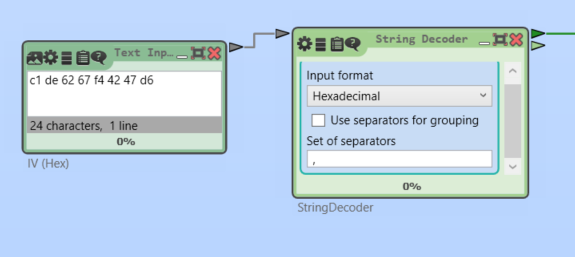 Text Inp...
c1 de 62 67 f4 42 47 d6
24 characters, 1 line
0%
IV (Hex)
String Decoder
Input format
Hexadecimal
Use separators for grouping
Set of separators
,
0%
StringDecoder